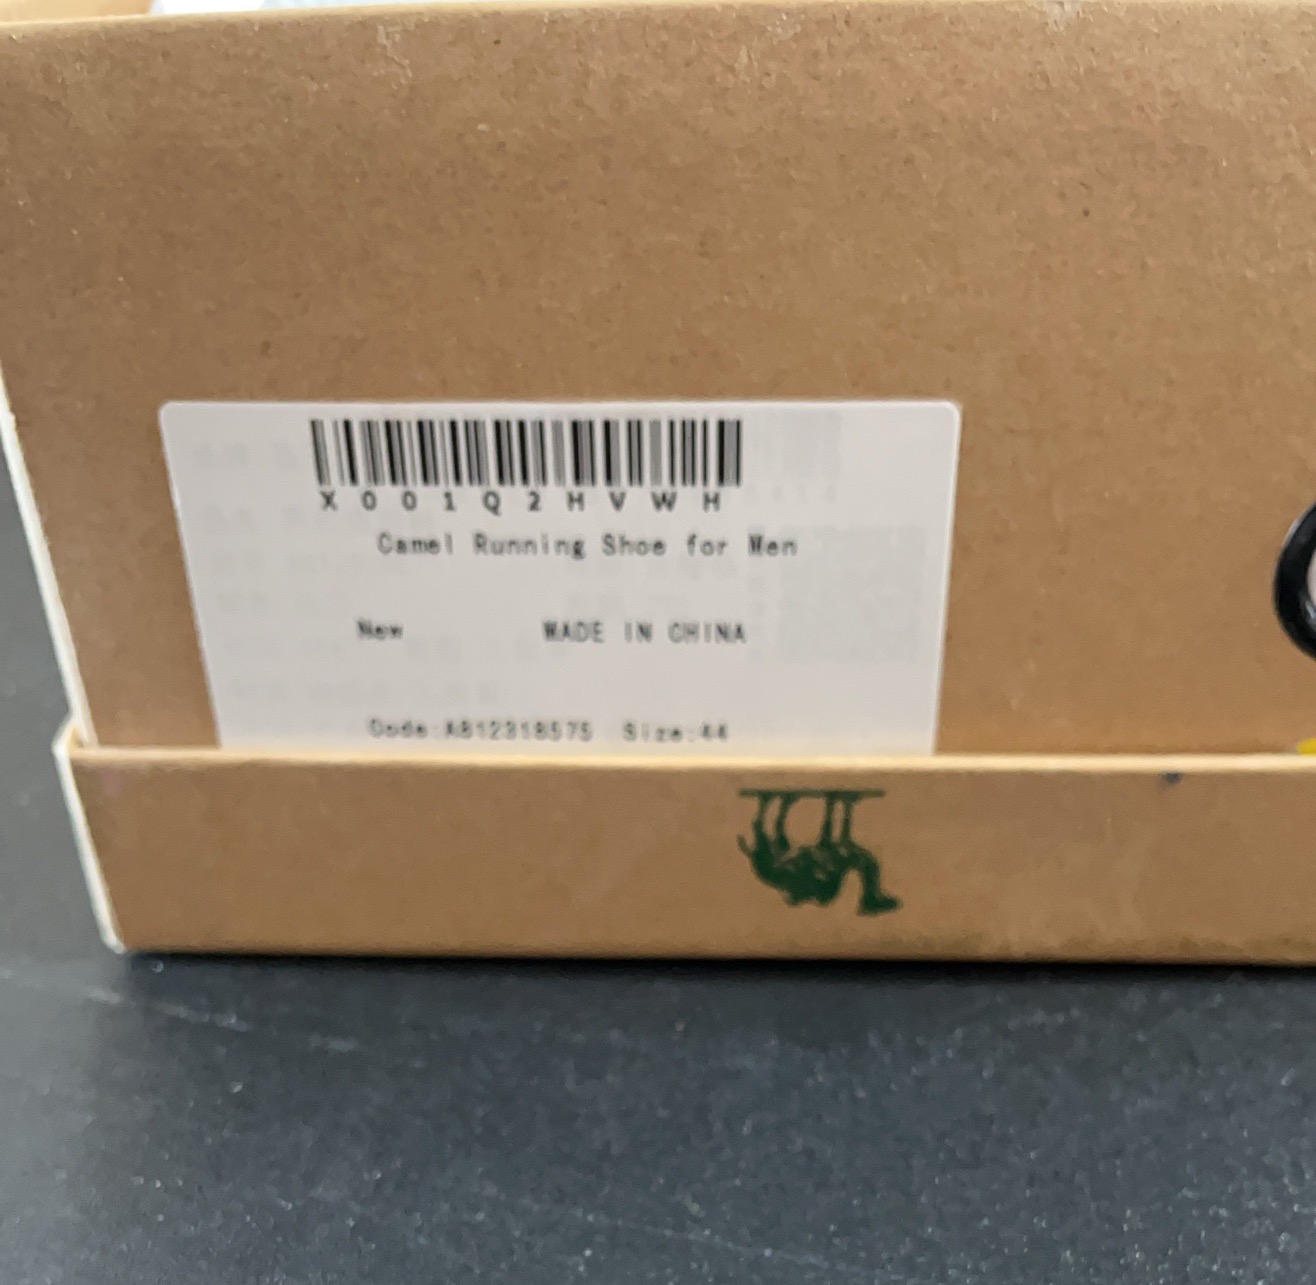 X001Q2HVWH
Camel Running Shoe for Men
New MADE IN CHINA
Code:A812318575 Size:44